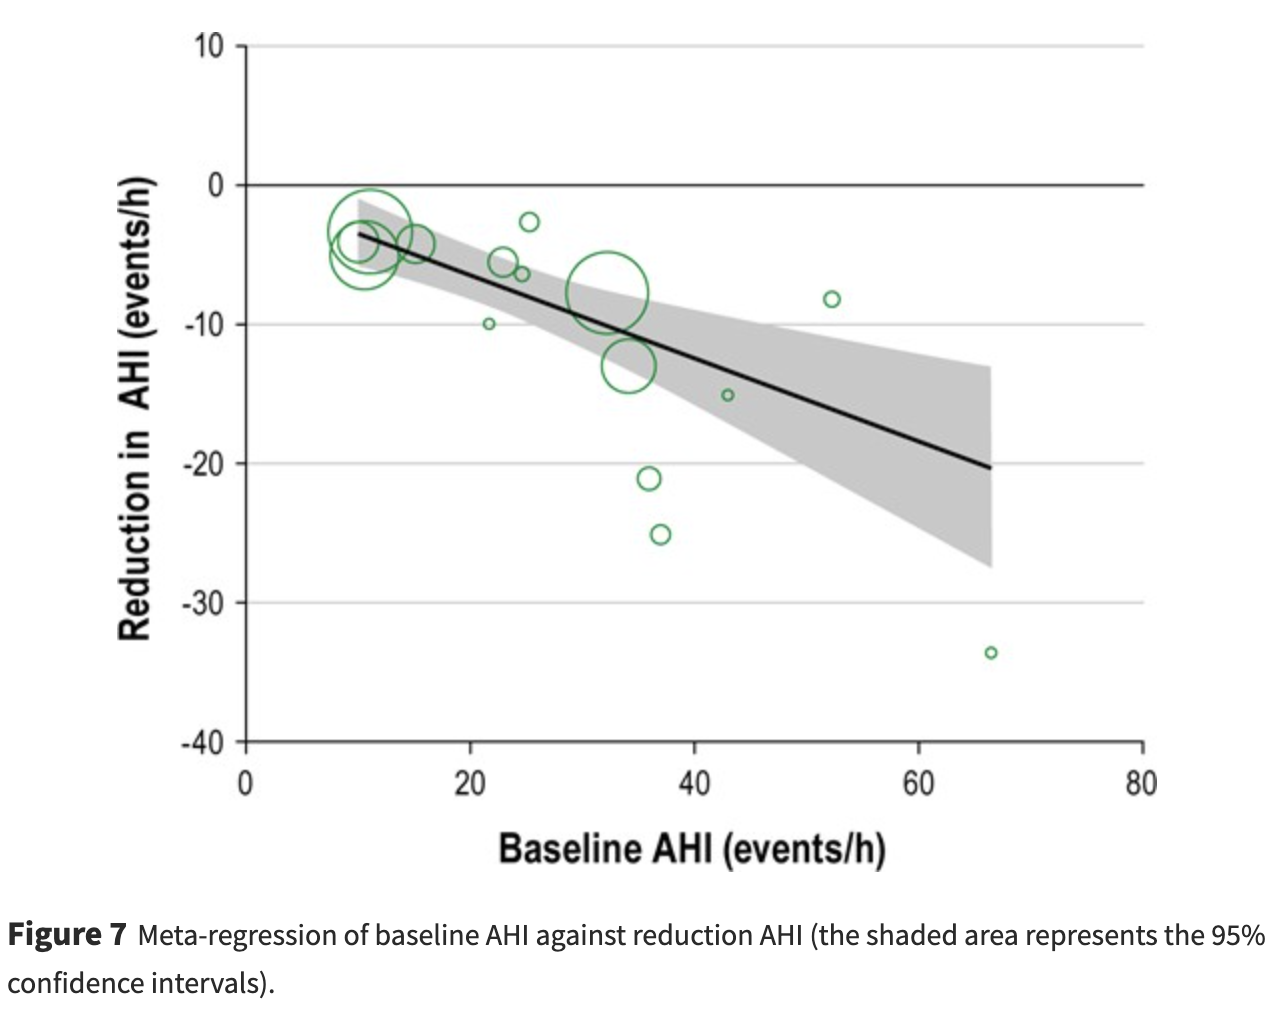 10
0
-10
-20
-30
-40
0 20 40 60 80
Reduction in AHI (events/h)
Baseline AHI (events/h)
Figure 7 Meta-regression of baseline AHI against reduction AHI (the shaded area represents the 95%
confidence intervals).